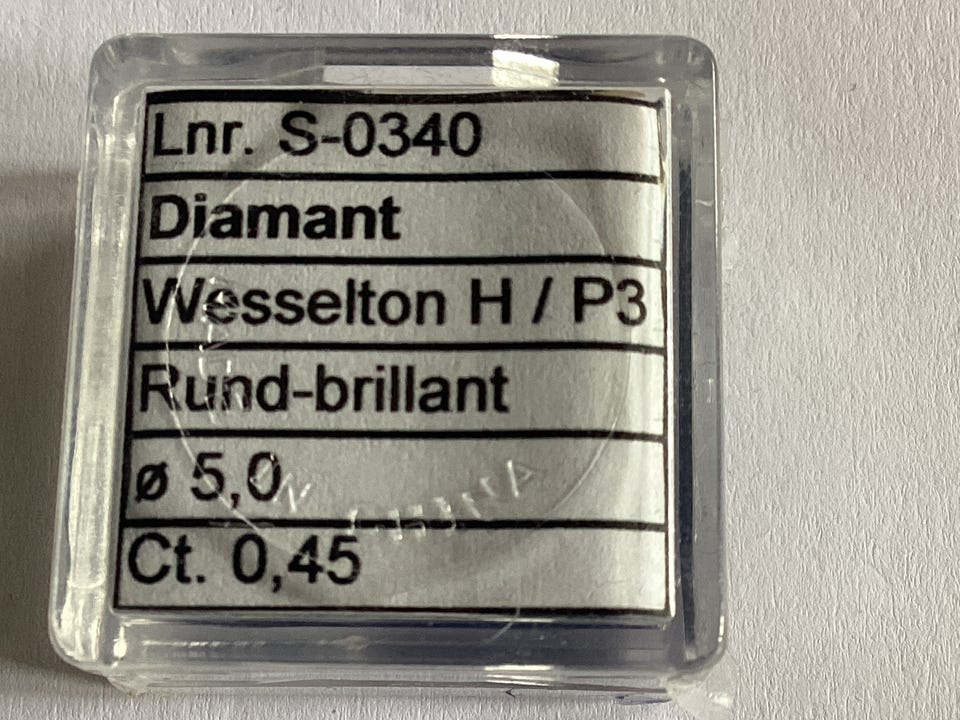 Lnr. S-0340
Diamant
Wesselton H / P3
Rund-brillant
ø 5,0
Ct. 0,45